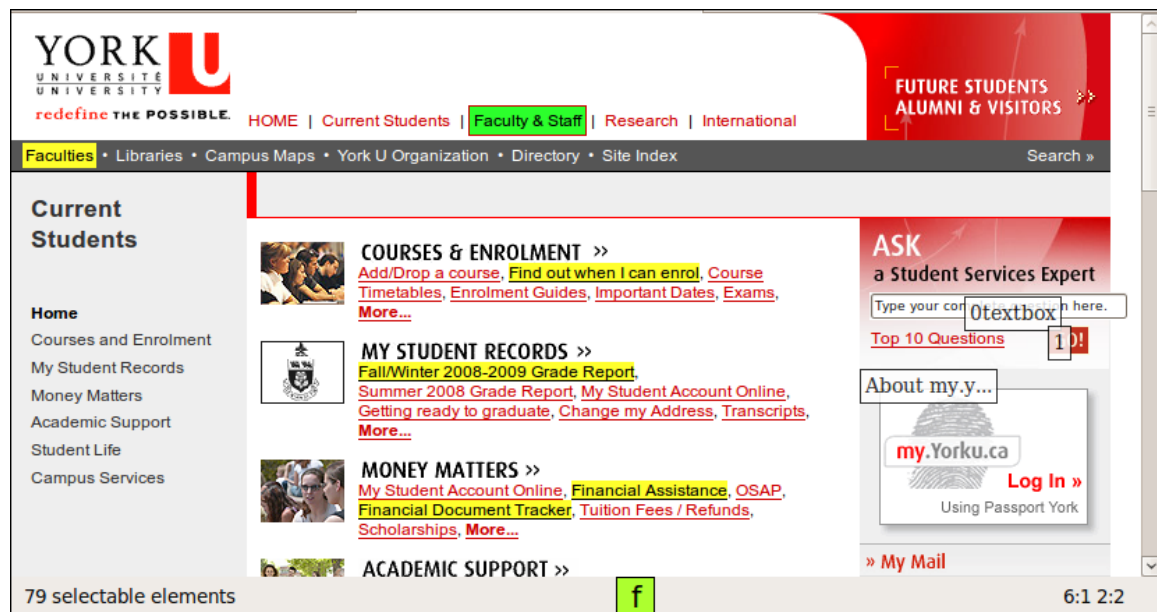 YORK U
UNIVERSITÉ
UNIVERSITY
redefine THE POSSIBLE.
FUTURE STUDENTS
ALUMNI & VISITORS
HOME | Current Students | Faculty & Staff | Research | International
Faculties • Libraries • Campus Maps • York U Organization • Directory • Site Index Search »
Current
Students
Home
Courses and Enrolment
My Student Records
Money Matters
Academic Support
Student Life
Campus Services
COURSES & ENROLMENT »
Add/Drop a course, Find out when I can enrol, Course
Timetables, Enrolment Guides, Important Dates, Exams,
More...
MY STUDENT RECORDS »
Fall/Winter 2008-2009 Grade Report,
Summer 2008 Grade Report, My Student Account Online,
Getting ready to graduate, Change my Address, Transcripts,
More...
MONEY MATTERS »
My Student Account Online, Financial Assistance, OSAP,
Financial Document Tracker, Tuition Fees / Refunds,
Scholarships, More...
ACADEMIC SUPPORT »
ASK
a Student Services Expert
Type your here.
0textbox
Top 10 Questions
1
About my.y...
my.Yorku.ca
Log In »
Using Passport York
» My Mail
79 selectable elements f 6:1 2:2